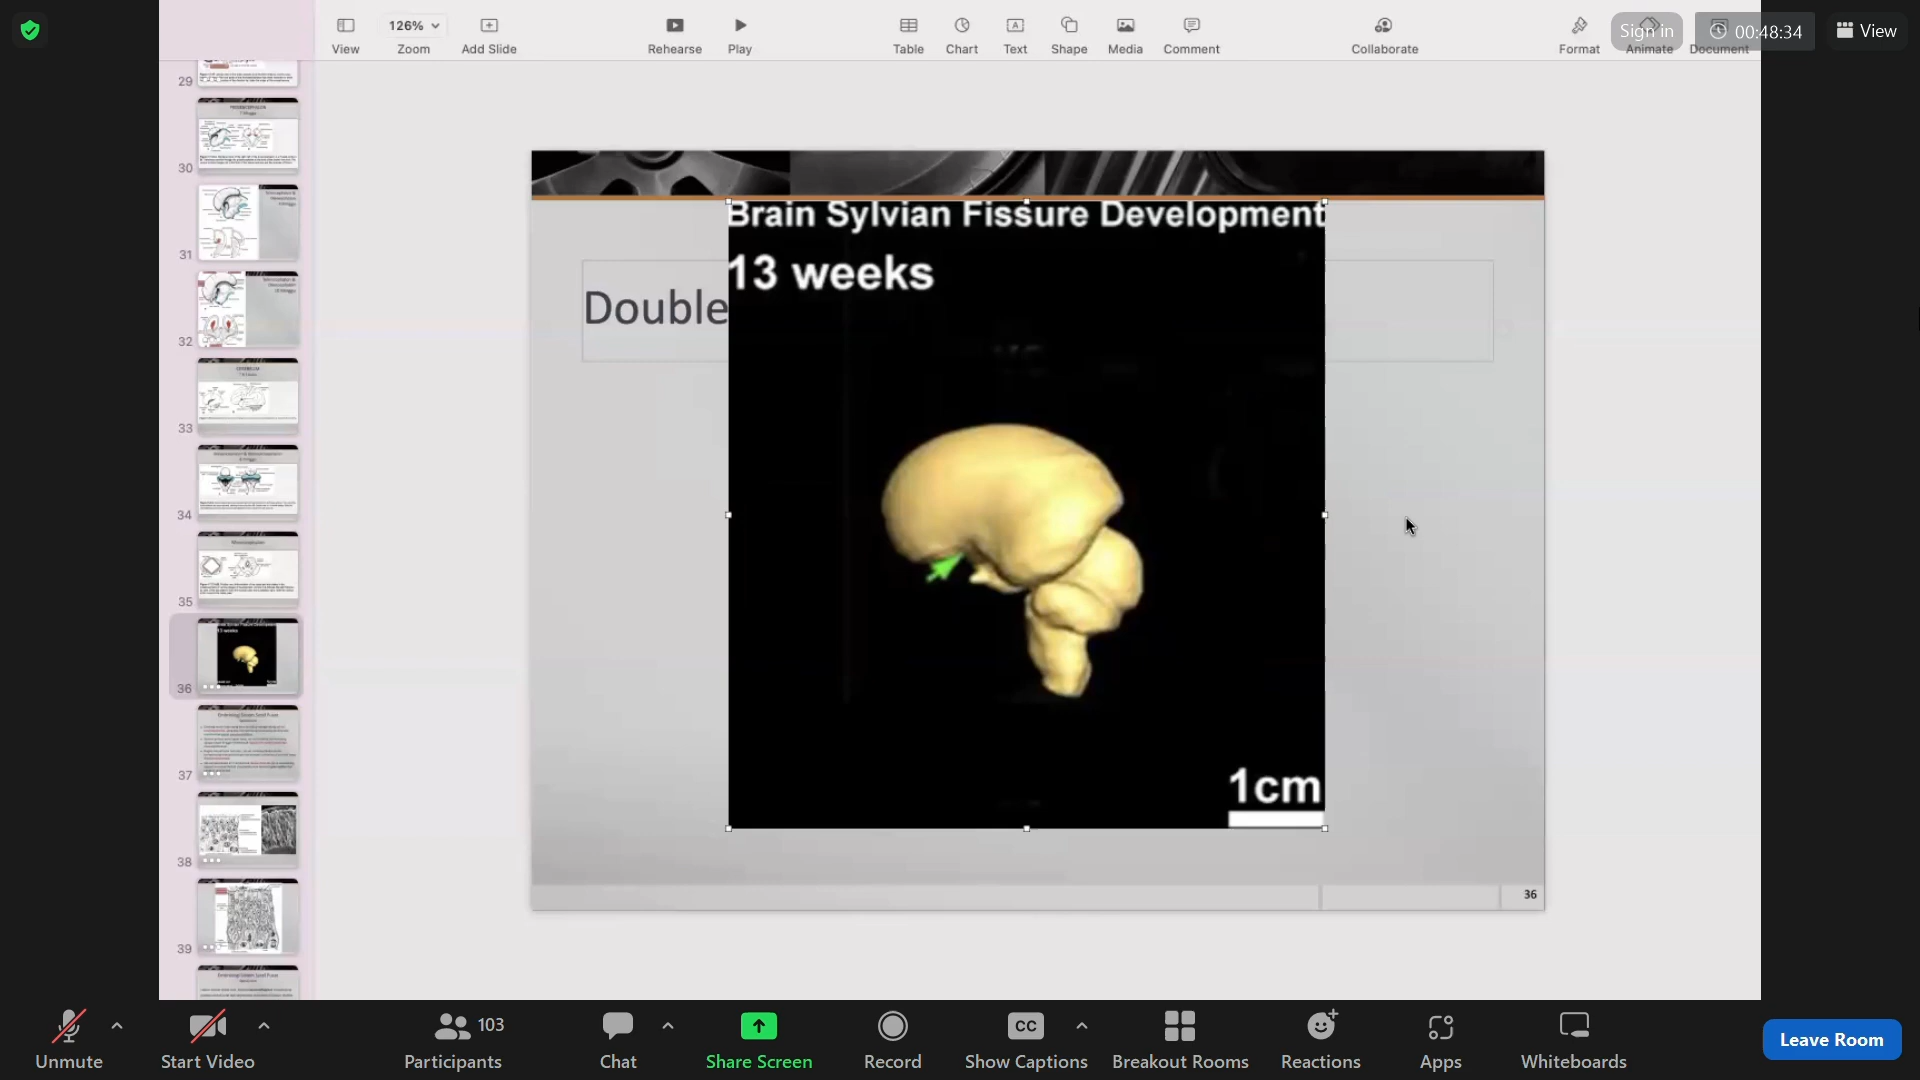 View
126%
Zoom
Add Slide
Rehearse
Play
Table
Chart
Text
Shape
Media
Comment
Collaborate
Format
Animate
Document
Sign in
00:48:34
View
29
30
31
32
33
34
35
36
37
38
39
Brain Sylvian Fissure Development
13 weeks
Double
1cm
36
Unmute
Start Video
103
Participants
Chat
Share Screen
Record
CC
Show Captions
Breakout Rooms
Reactions
Apps
Whiteboards
Leave Room